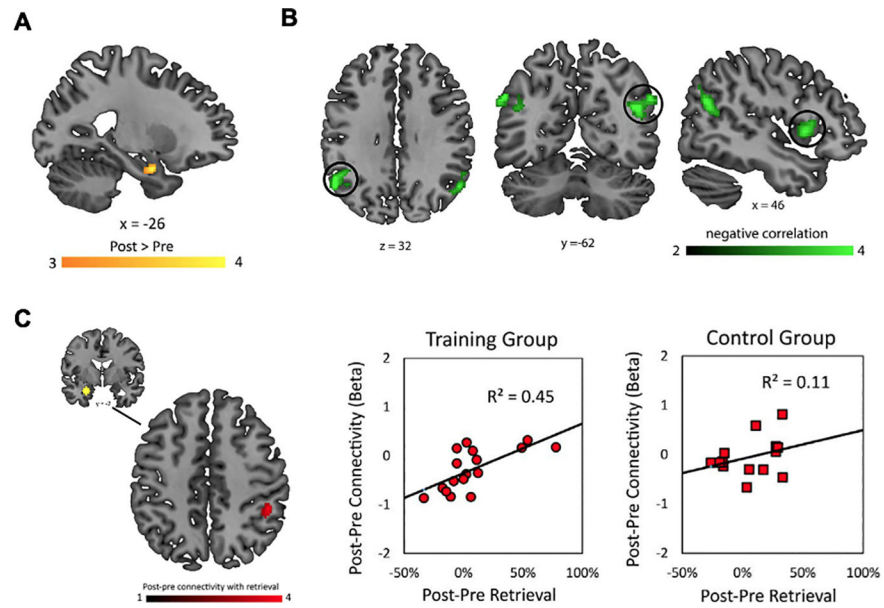 A
B
x = -26
Post > Pre
3 4
z = 32
y = -62
x = 46
negative correlation
2 4
C
Post-pre connectivity with retrieval
1 4
Training Group
R² = 0.45
Post-Pre Connectivity (Beta)
2
1
0
-1
-2
-50% 0% 50% 100%
Post-Pre Retrieval
Control Group
R² = 0.11
Post-Pre Connectivity (Beta)
2
1
0
-1
-2
-50% 0% 50% 100%
Post-Pre Retrieval